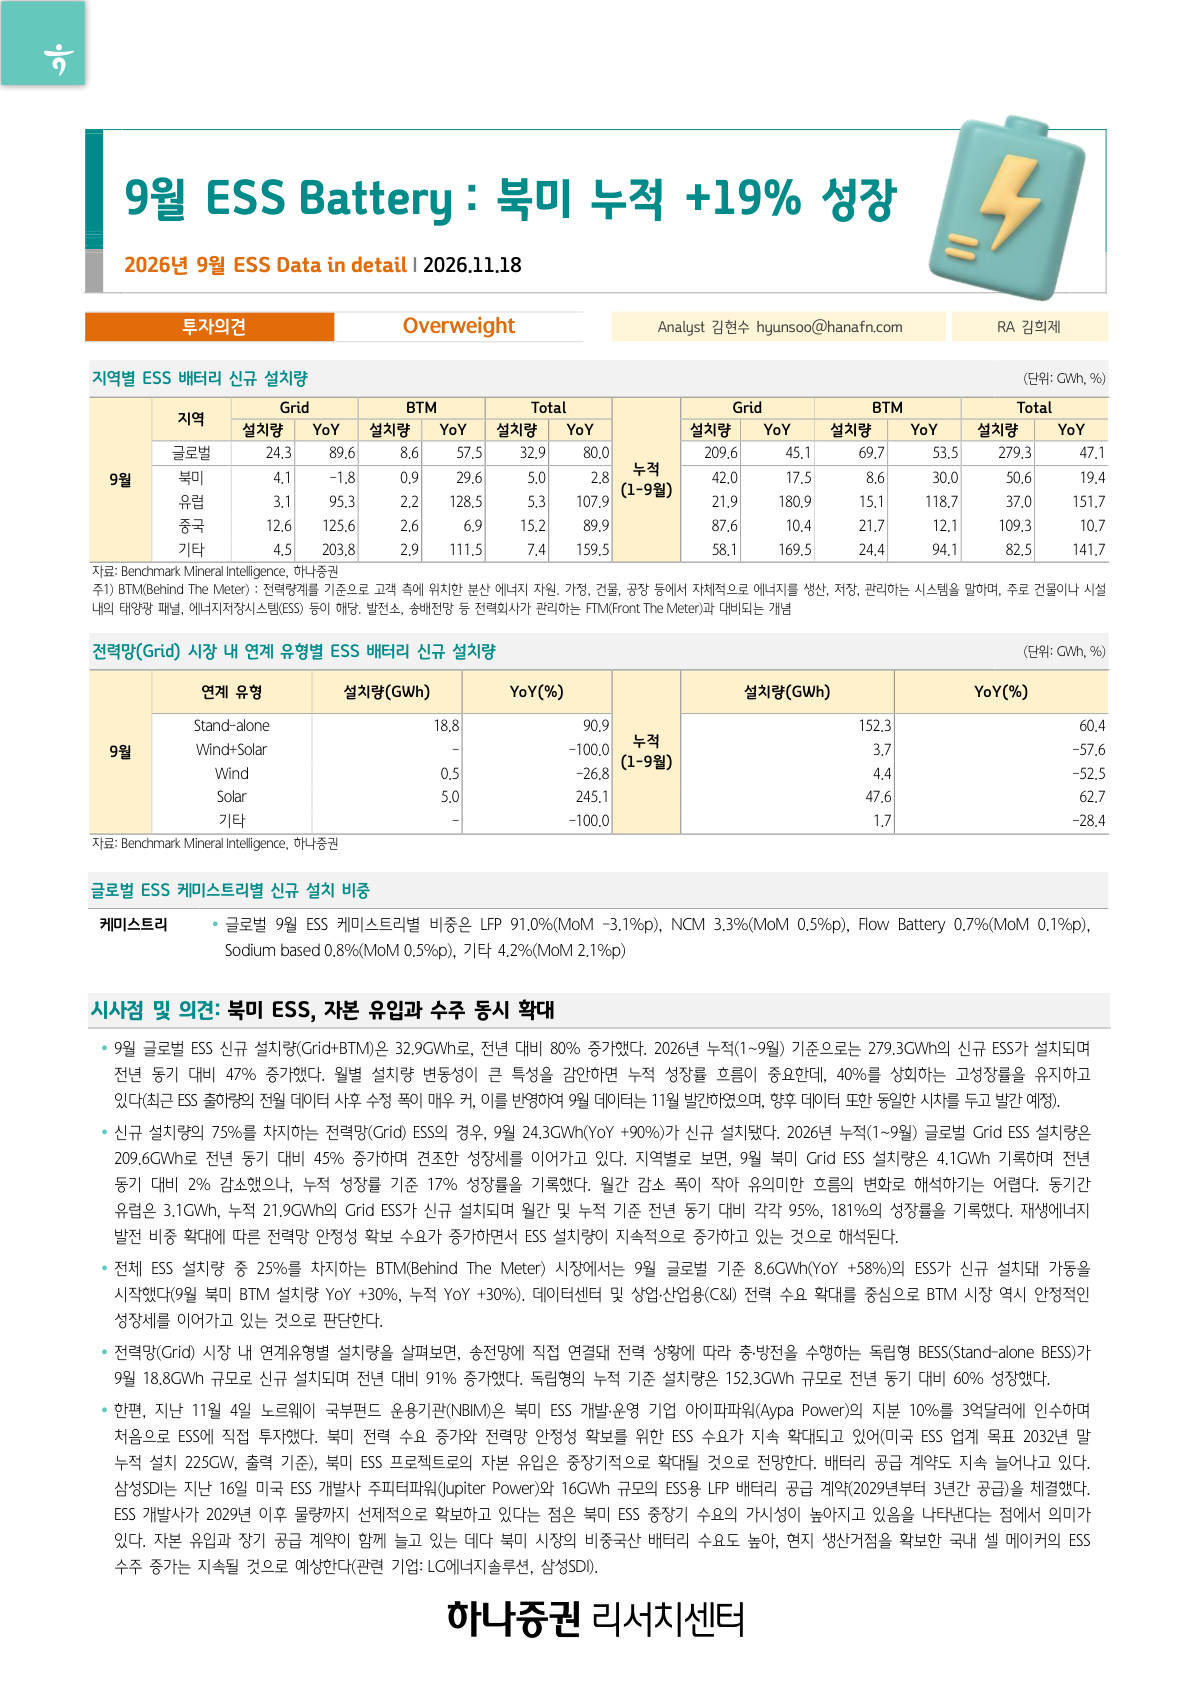 9월 ESS Battery : 북미 누적 +19% 성장
2026년 9월 ESS Data in detail | 2026.11.18
투자의견 Overweight Analyst 김현수 hyunsoo@hanafn.com RA 김희제
지역별 ESS 배터리 신규 설치량 (단위: GWh, %)
9월 지역 Grid BTM Total 누적(1-9월) Grid BTM Total
설치량 YoY 설치량 YoY 설치량 YoY 설치량 YoY 설치량 YoY 설치량 YoY
글로벌 24.3 89.6 8.6 57.5 32.9 80.0 209.6 45.1 69.7 53.5 279.3 47.1
북미 4.1 -1.8 0.9 29.6 5.0 2.8 42.0 17.5 8.6 30.0 50.6 19.4
유럽 3.1 95.3 2.2 128.5 5.3 107.9 21.9 180.9 15.1 118.7 37.0 151.7
중국 12.6 125.6 2.6 6.9 15.2 89.9 87.6 10.4 21.7 12.1 109.3 10.7
기타 4.5 203.8 2.9 111.5 7.4 159.5 58.1 169.5 24.4 94.1 82.5 141.7
자료: Benchmark Mineral Intelligence, 하나증권
주1) BTM(Behind The Meter) : 전력량계를 기준으로 고객 측에 위치한 분산 에너지 자원. 가정, 건물, 공장 등에서 자체적으로 에너지를 생산, 저장, 관리하는 시스템을 말하며, 주로 건물이나 시설
내의 태양광 패널, 에너지저장시스템(ESS) 등이 해당. 발전소, 송배전망 등 전력회사가 관리하는 FTM(Front The Meter)과 대비되는 개념
전력망(Grid) 시장 내 연계 유형별 ESS 배터리 신규 설치량 (단위: GWh, %)
9월 연계 유형 설치량(GWh) YoY(%) 누적(1-9월) 설치량(GWh) YoY(%)
Stand-alone 18.8 90.9 152.3 60.4
Wind+Solar - -100.0 3.7 -57.6
Wind 0.5 -26.8 4.4 -52.5
Solar 5.0 245.1 47.6 62.7
기타 - -100.0 1.7 -28.4
자료: Benchmark Mineral Intelligence, 하나증권
글로벌 ESS 케미스트리별 신규 설치 비중
케미스트리 • 글로벌 9월 ESS 케미스트리별 비중은 LFP 91.0%(MoM -3.1%p), NCM 3.3%(MoM 0.5%p), Flow Battery 0.7%(MoM 0.1%p),
Sodium based 0.8%(MoM 0.5%p), 기타 4.2%(MoM 2.1%p)
시사점 및 의견: 북미 ESS, 자본 유입과 수주 동시 확대
• 9월 글로벌 ESS 신규 설치량(Grid+BTM)은 32.9GWh로, 전년 대비 80% 증가했다. 2026년 누적(1~9월) 기준으로는 279.3GWh의 신규 ESS가 설치되며
전년 동기 대비 47% 증가했다. 월별 설치량 변동성이 큰 특성을 감안하면 누적 성장률 흐름이 중요한데, 40%를 상회하는 고성장률을 유지하고
있다(최근 ESS 출하량의 전월 데이터 사후 수정 폭이 매우 커, 이를 반영하여 9월 데이터는 11월 발간하였으며, 향후 데이터 또한 동일한 시차를 두고 발간 예정).
• 신규 설치량의 75%를 차지하는 전력망(Grid) ESS의 경우, 9월 24.3GWh(YoY +90%)가 신규 설치됐다. 2026년 누적(1~9월) 글로벌 Grid ESS 설치량은
209.6GWh로 전년 동기 대비 45% 증가하며 견조한 성장세를 이어가고 있다. 지역별로 보면, 9월 북미 Grid ESS 설치량은 4.1GWh 기록하며 전년
동기 대비 2% 감소했으나, 누적 성장률 기준 17% 성장률을 기록했다. 월간 감소 폭이 작아 유의미한 흐름의 변화로 해석하기는 어렵다. 동기간
유럽은 3.1GWh, 누적 21.9GWh의 Grid ESS가 신규 설치되며 월간 및 누적 기준 전년 동기 대비 각각 95%, 181%의 성장률을 기록했다. 재생에너지
발전 비중 확대에 따른 전력망 안정성 확보 수요가 증가하면서 ESS 설치량이 지속적으로 증가하고 있는 것으로 해석된다.
• 전체 ESS 설치량 중 25%를 차지하는 BTM(Behind The Meter) 시장에서는 9월 글로벌 기준 8.6GWh(YoY +58%)의 ESS가 신규 설치돼 가동을
시작했다(9월 북미 BTM 설치량 YoY +30%, 누적 YoY +30%). 데이터센터 및 상업·산업용(C&I) 전력 수요 확대를 중심으로 BTM 시장 역시 안정적인
성장세를 이어가고 있는 것으로 판단한다.
• 전력망(Grid) 시장 내 연계유형별 설치량을 살펴보면, 송전망에 직접 연결돼 전력 상황에 따라 충·방전을 수행하는 독립형 BESS(Stand-alone BESS)가
9월 18.8GWh 규모로 신규 설치되며 전년 대비 91% 증가했다. 독립형의 누적 기준 설치량은 152.3GWh 규모로 전년 동기 대비 60% 성장했다.
• 한편, 지난 11월 4일 노르웨이 국부펀드 운용기관(NBIM)은 북미 ESS 개발·운영 기업 아이파파워(Aypa Power)의 지분 10%를 3억달러에 인수하며
처음으로 ESS에 직접 투자했다. 북미 전력 수요 증가와 전력망 안정성 확보를 위한 ESS 수요가 지속 확대되고 있어(미국 ESS 업계 목표 2032년 말
누적 설치 225GW, 출력 기준), 북미 ESS 프로젝트로의 자본 유입은 중장기적으로 확대될 것으로 전망한다. 배터리 공급 계약도 지속 늘어나고 있다.
삼성SDI는 지난 16일 미국 ESS 개발사 주피터파워(Jupiter Power)와 16GWh 규모의 ESS용 LFP 배터리 공급 계약(2029년부터 3년간 공급)을 체결했다.
ESS 개발사가 2029년 이후 물량까지 선제적으로 확보하고 있다는 점은 북미 ESS 중장기 수요의 가시성이 높아지고 있음을 나타낸다는 점에서 의미가
있다. 자본 유입과 장기 공급 계약이 함께 늘고 있는 데다 북미 시장의 비중국산 배터리 수요도 높아, 현지 생산거점을 확보한 국내 셀 메이커의 ESS
수주 증가는 지속될 것으로 예상한다(관련 기업: LG에너지솔루션, 삼성SDI).
하나증권 리서치센터